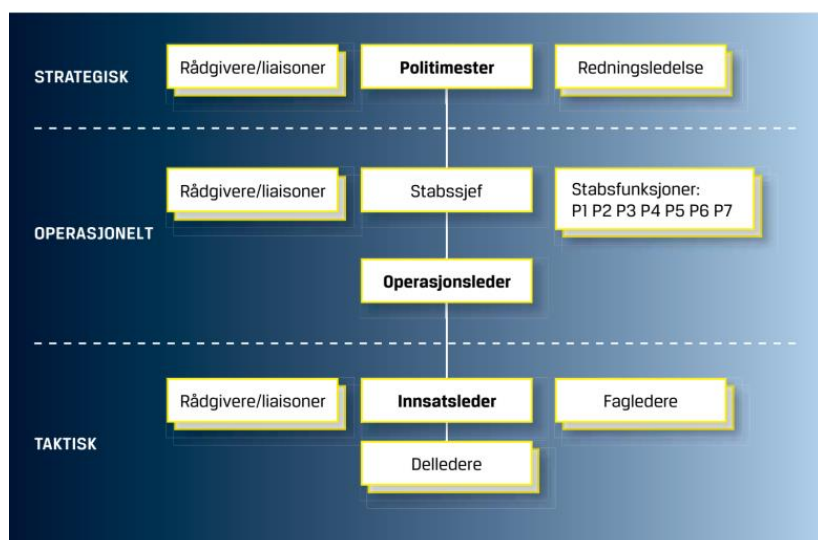 STRATEGISK
Rådgivere/liaisoner
Politimester
Redningsledelse
OPERASJONELT
Rådgivere/liaisoner
Stabssjef
Stabsfunksjoner:
P1 P2 P3 P4 P5 P6 P7
Operasjonsleder
TAKTISK
Rådgivere/liaisoner
Innsatsleder
Fagledere
Delledere